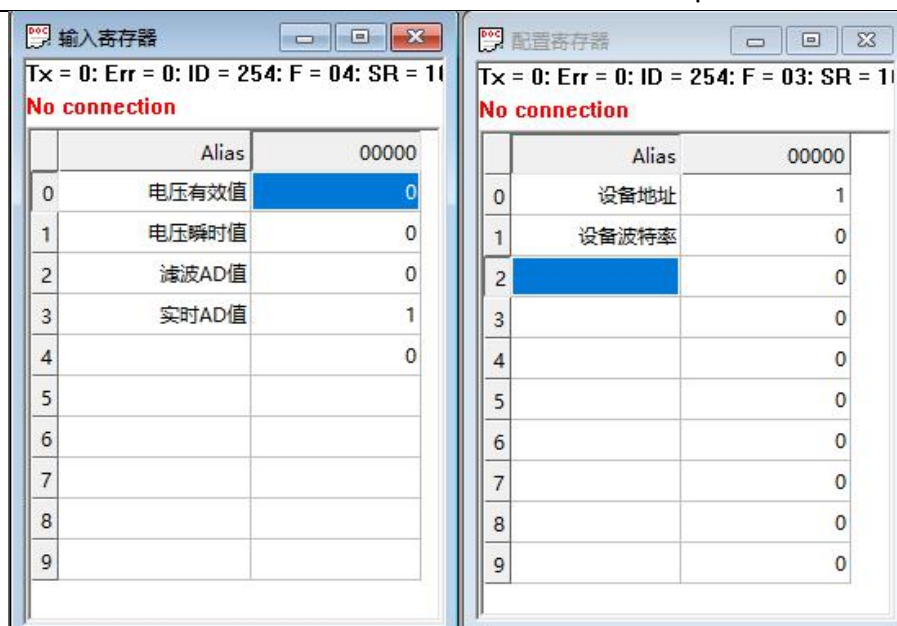 输入寄存器
Tx = 0: Err = 0: ID = 254: F = 04: SR = 1
No connection
Alias 00000
0 电压有效值 0
1 电压瞬时值 0
2 滤波AD值 0
3 实时AD值 1
4 0
5
6
7
8
9
配置寄存器
Tx = 0: Err = 0: ID = 254: F = 03: SR = 1
No connection
Alias 00000
0 设备地址 1
1 设备波特率 0
2 0
3 0
4 0
5 0
6 0
7 0
8 0
9 0